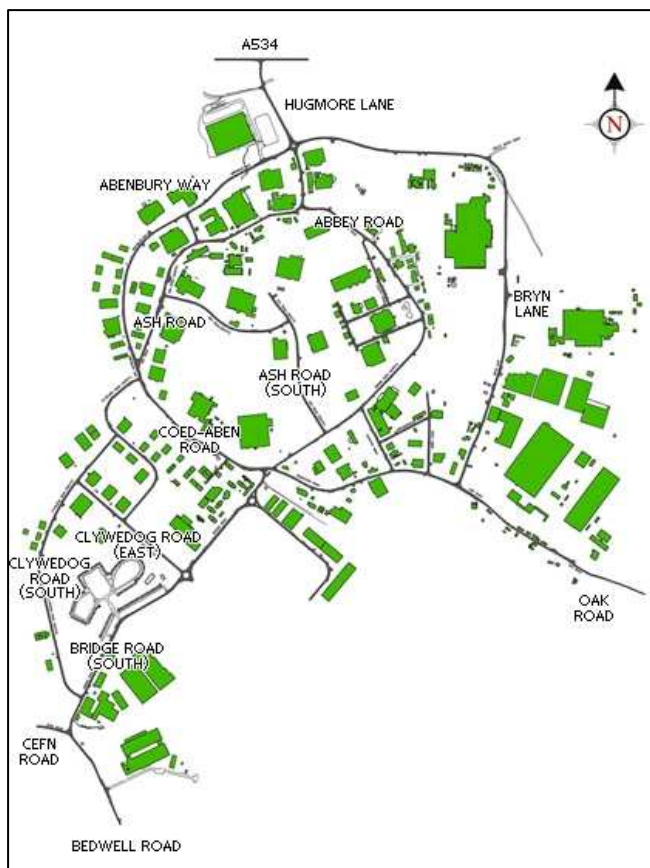 A534
HUGMORE LANE
N
ABENBURY WAY
ABBEY ROAD
BRYN
LANE
ASH ROAD
ASH ROAD
(SOUTH)
COED-ABEN
ROAD
CLYWEDOG ROAD
(EAST)
CLYWEDOG
ROAD
(SOUTH)
OAK
ROAD
BRIDGE ROAD
(SOUTH)
CEFN
ROAD
BEDWELL ROAD